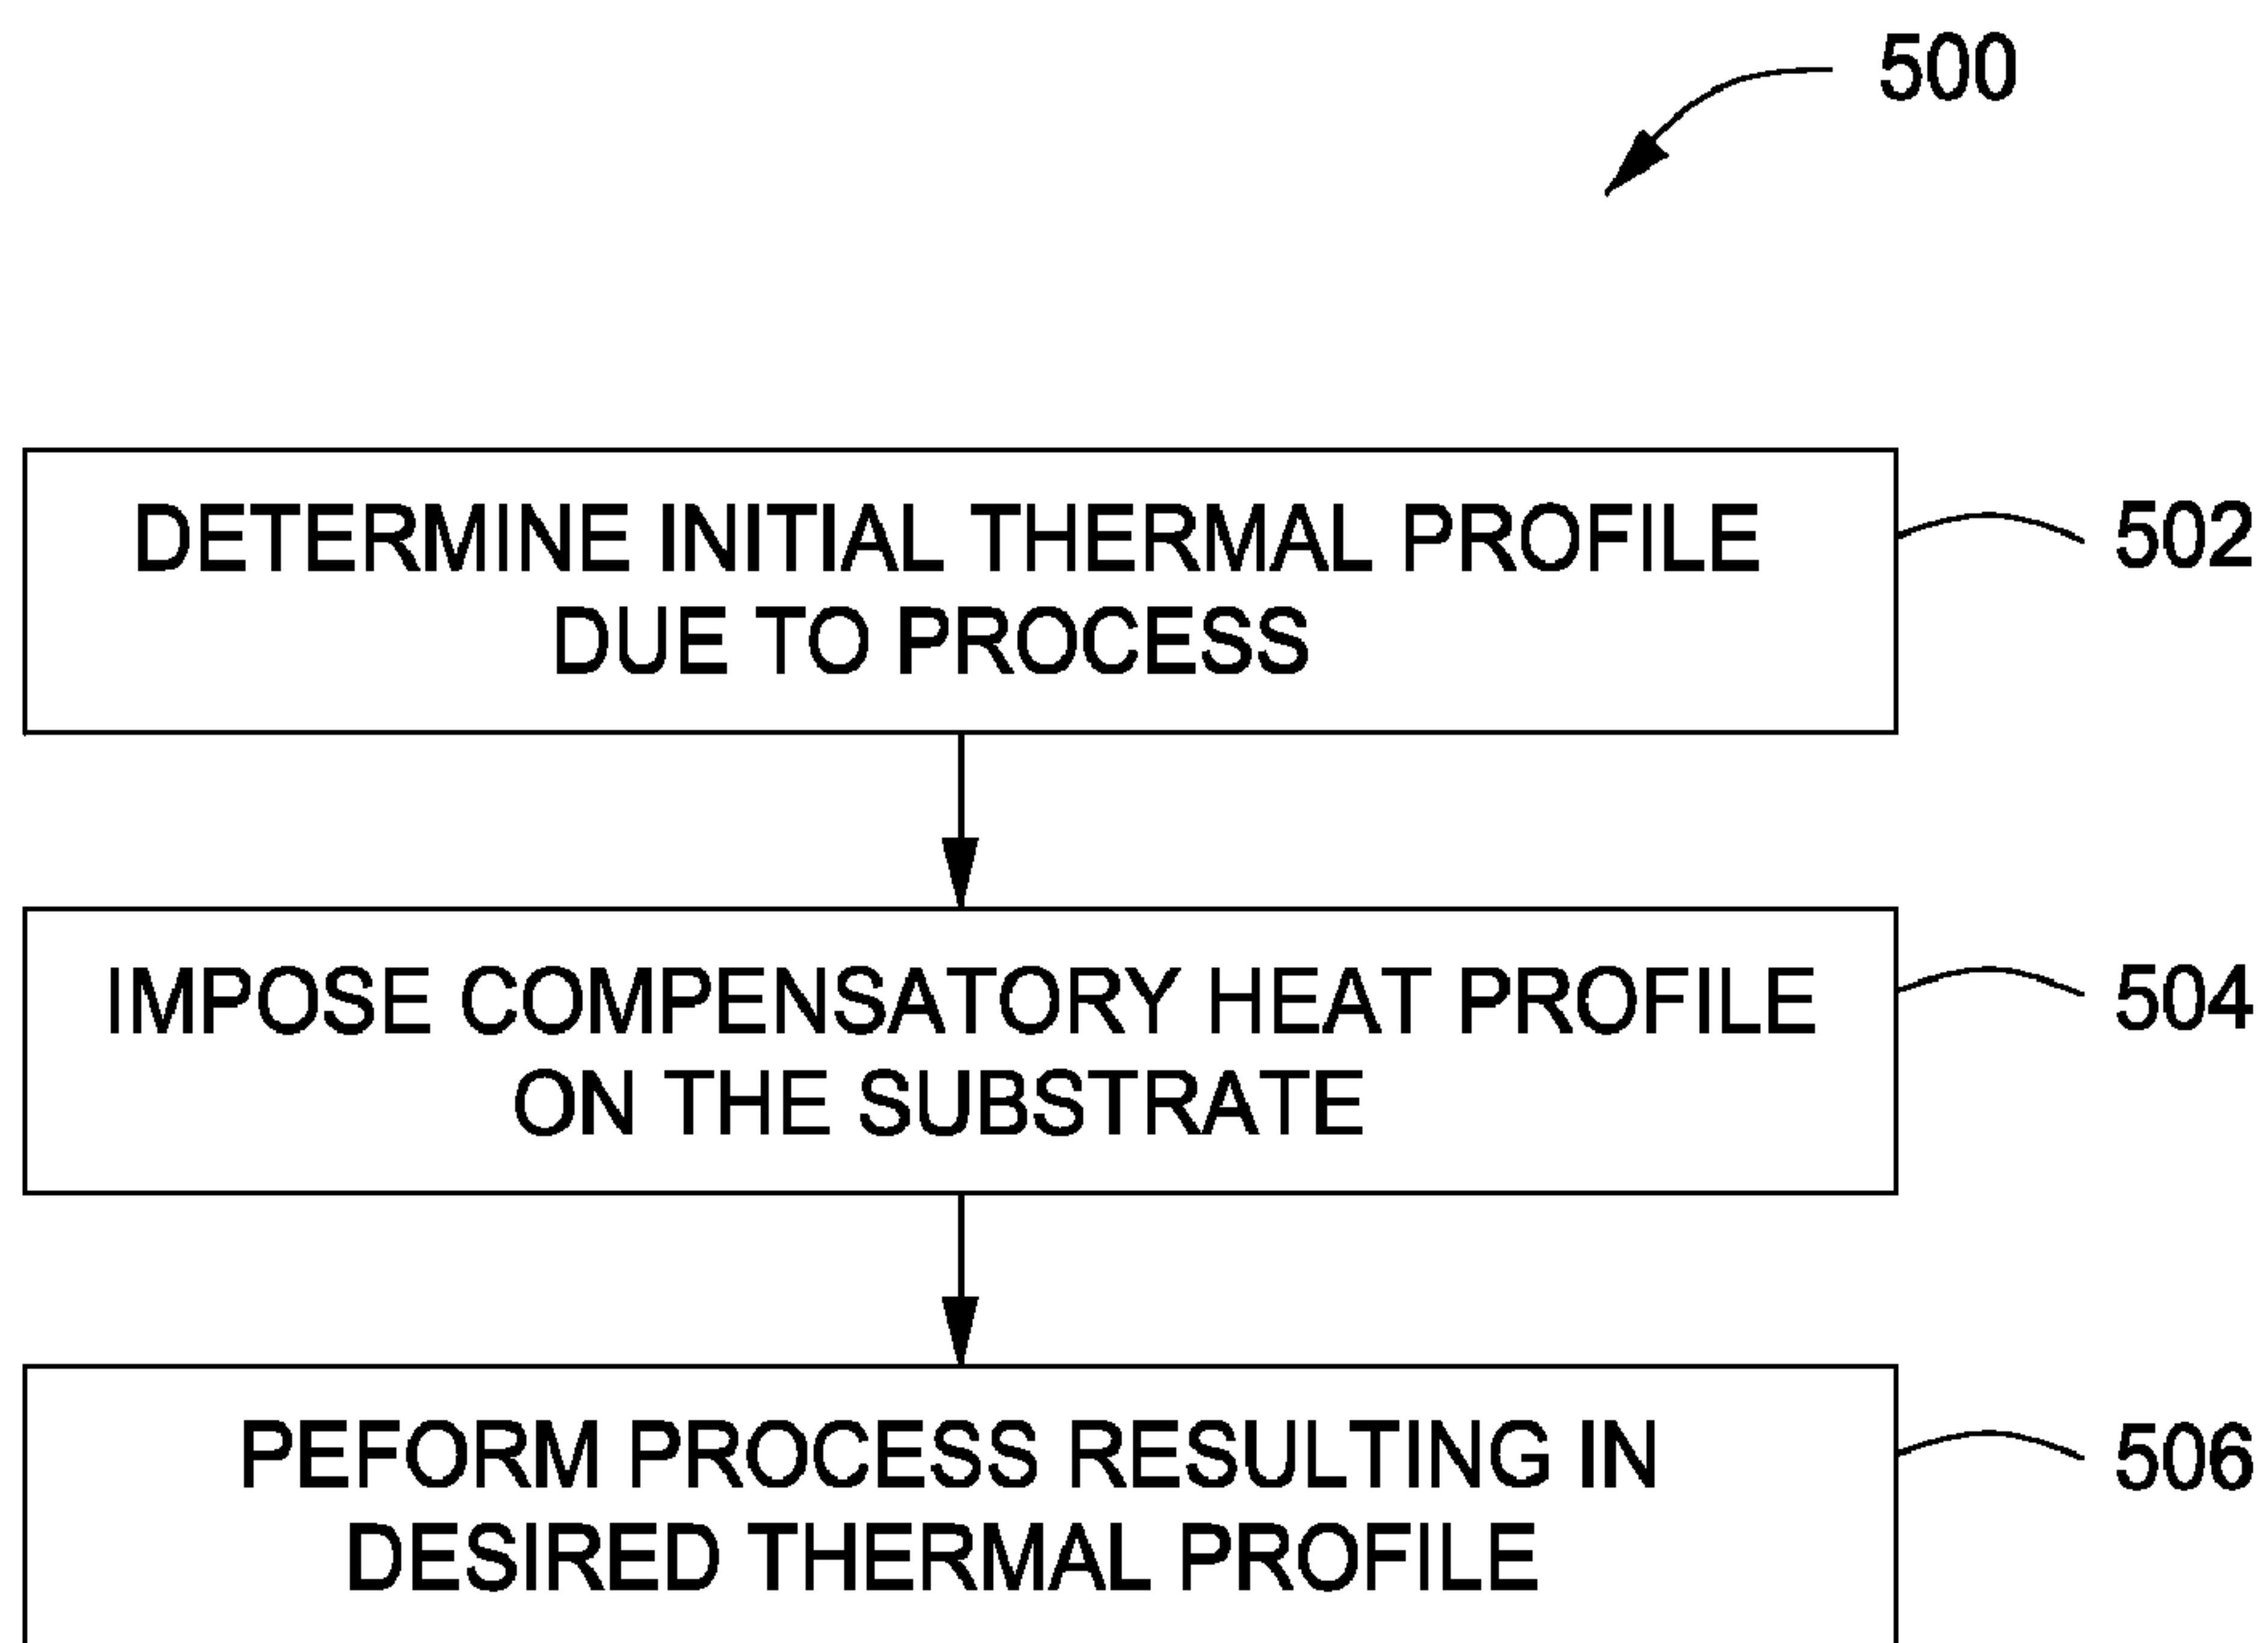 500
DETERMINE INITIAL THERMAL PROFILE
DUE TO PROCESS
502
IMPOSE COMPENSATORY HEAT PROFILE
ON THE SUBSTRATE
504
PEFORM PROCESS RESULTING IN
DESIRED THERMAL PROFILE
506